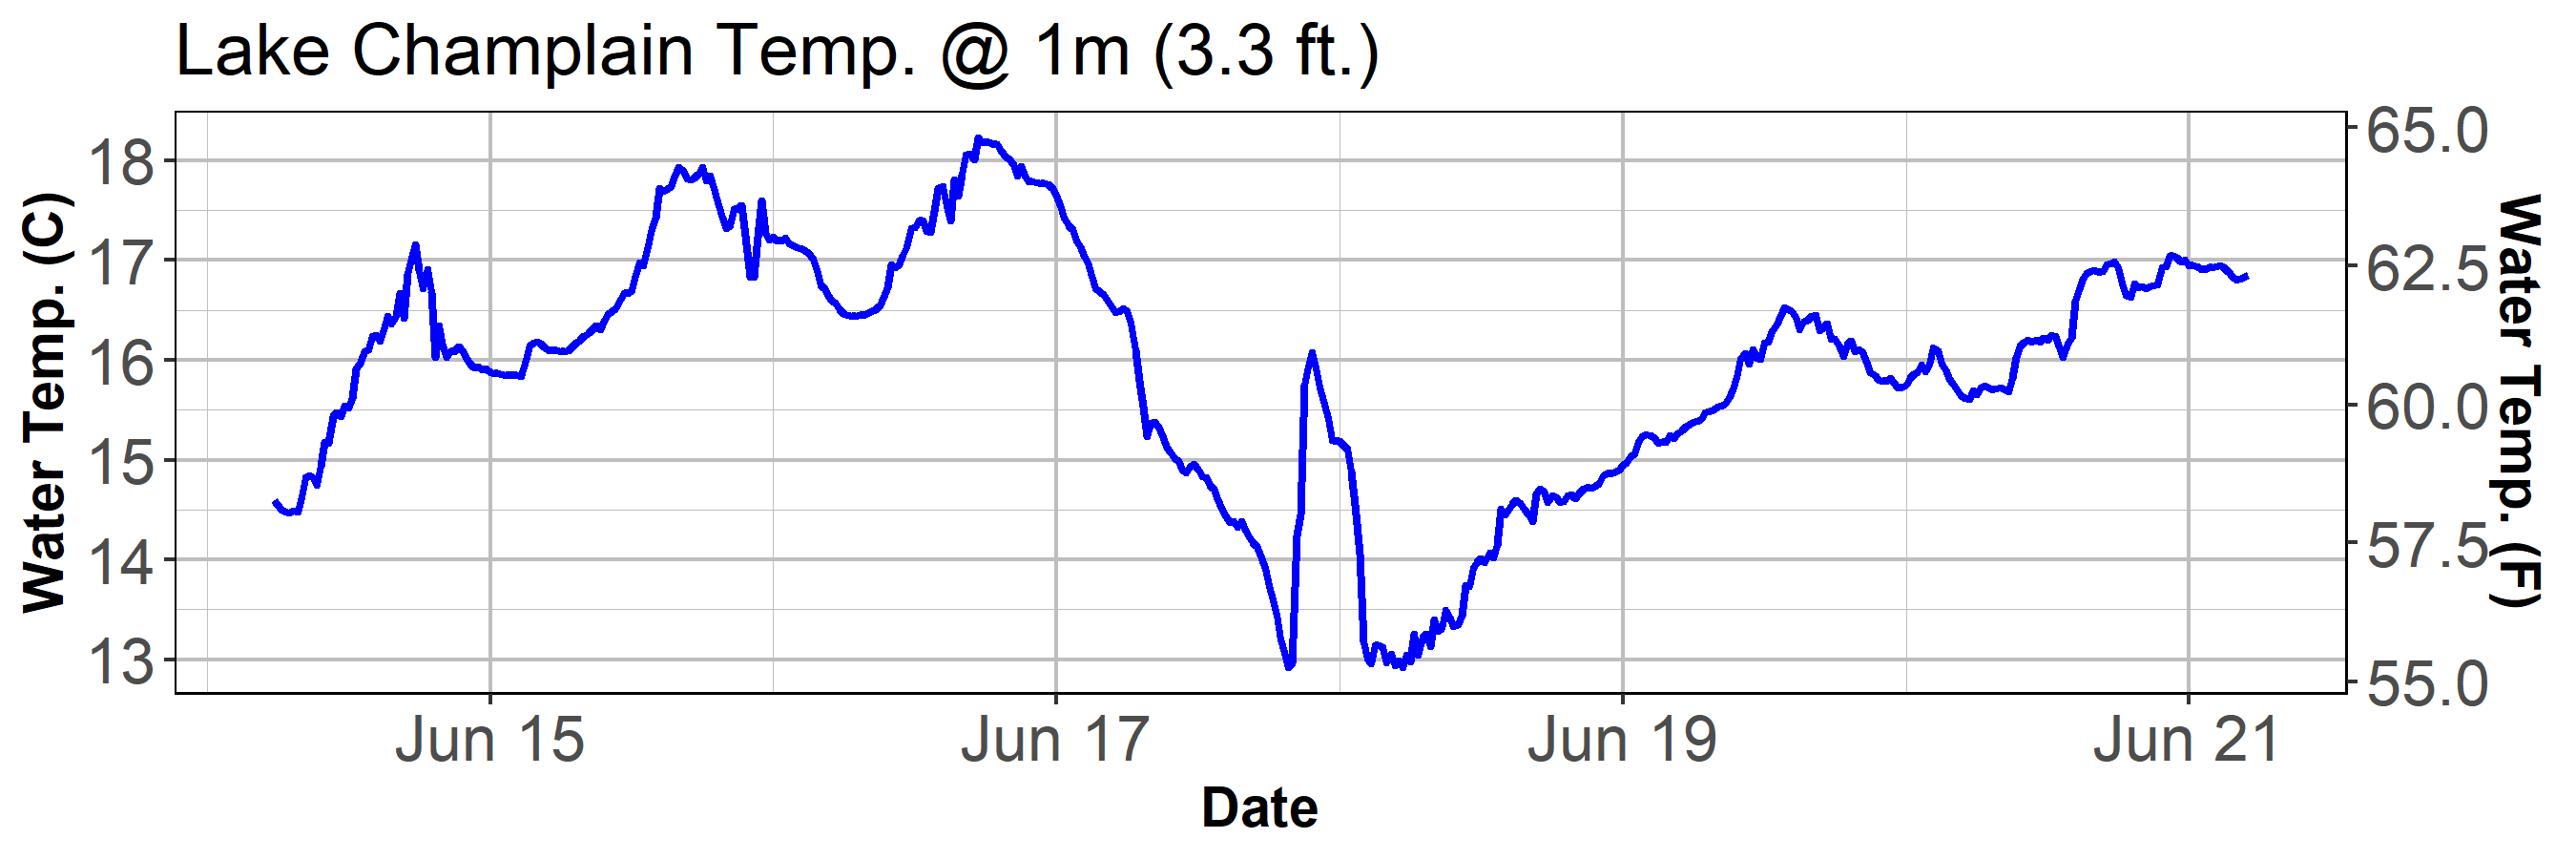 Lake Champlain Temp. @ 1m (3.3 ft.)
Water Temp. (C)
18
17
16
15
14
13
65.0
62.5
60.0
57.5
55.0
Water Temp. (F)
Jun 15
Jun 17
Jun 19
Jun 21
Date